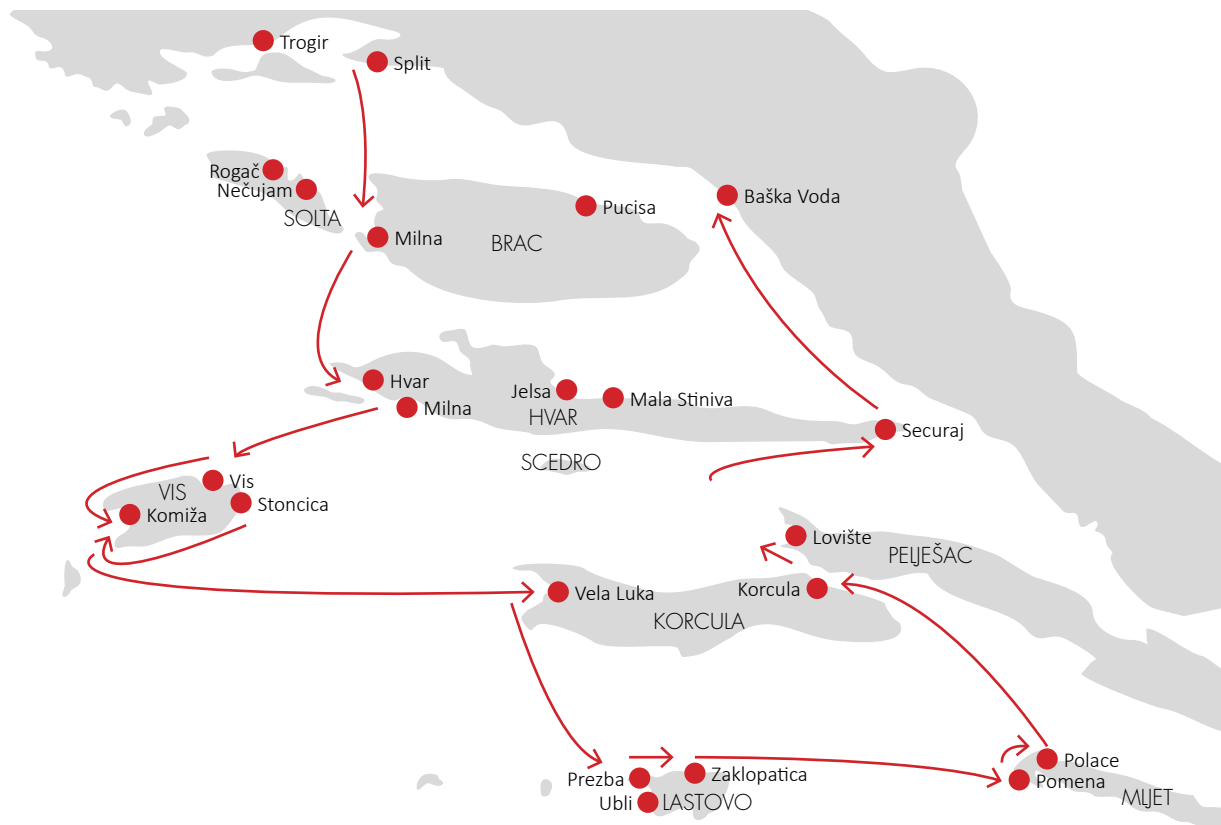 Trogir
Split
Rogač
Nečujam
SOLTA
Baška Voda
Pucisa
Milna
BRAC
Hvar
Jelsa
Mala Stiniva
Milna
HVAR
Securaj
SCEDRO
Vis
VIS
Stoncica
Komiža
Lovište
PELJEŠAC
Vela Luka
Korcula
KORCULA
Polace
Prezba
Zaklopatica
Pomena
Ubli
LASTOVO
MLJET